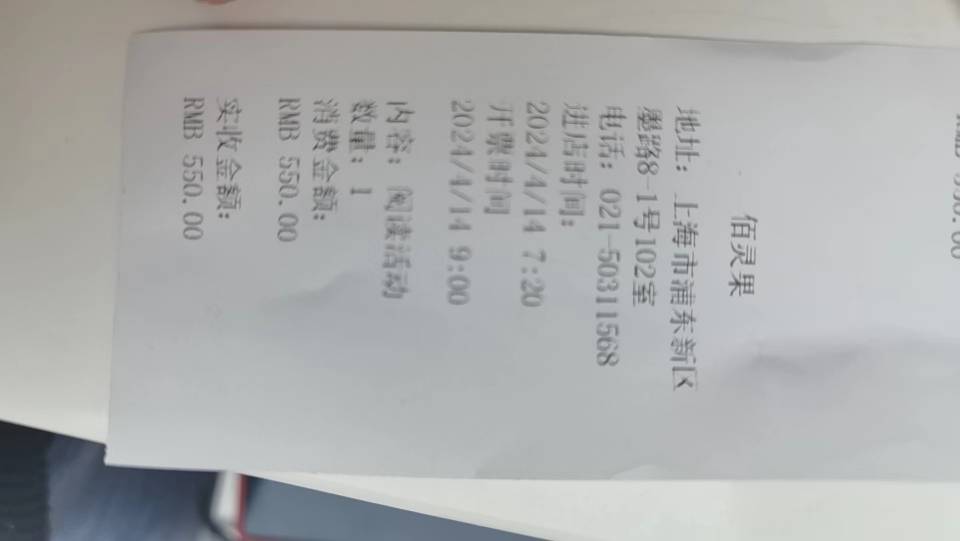 佰灵果
地址：上海市浦东新区
墨路8-1号102室
电话：021-50311568
进店时间：
2024/4/14 7:20
开票时间
2024/4/14 9:00
内容：阅读活动
数量：1
消费金额：
RMB 550.00
实收金额：
RMB 550.00